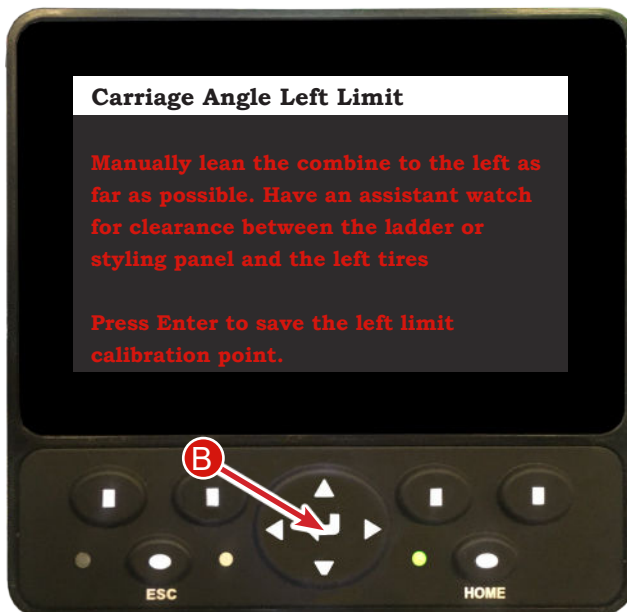 Carriage Angle Left Limit
Manually lean the combine to the left as
far as possible. Have an assistant watch
for clearance between the ladder or
styling panel and the left tires
Press Enter to save the left limit
calibration point.
B
ESC
HOME